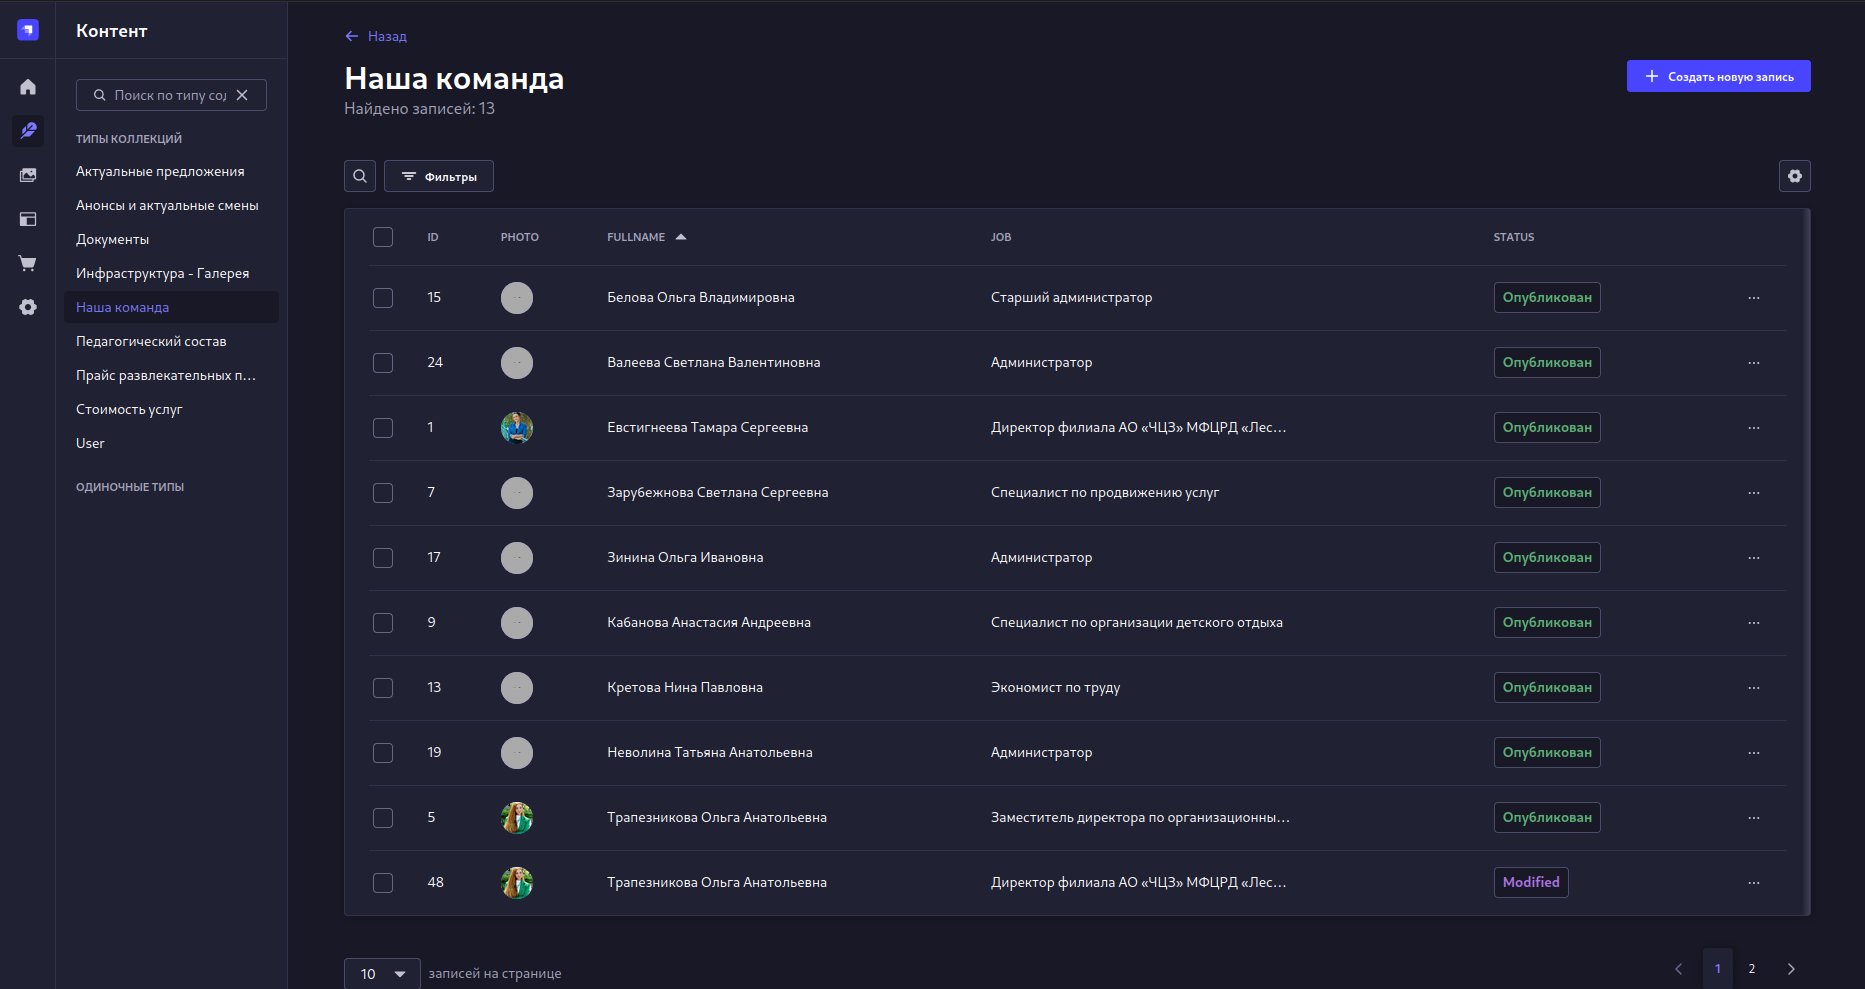 Контент
Поиск по типу сод
ТИПЫ КОЛЛЕКЦИЙ
Актуальные предложения
Анонсы и актуальные смены
Документы
Инфраструктура - Галерея
Наша команда
Педагогический состав
Прайс развлекательных п...
Стоимость услуг
User
ОДИНОЧНЫЕ ТИПЫ
Назад
Наша команда
Найдено записей: 13
Создать новую запись
Фильтры
ID PHOTO FULLNAME JOB STATUS
15 Белова Ольга Владимировна Старший администратор Опубликован
24 Валеева Светлана Валентиновна Администратор Опубликован
1 Евстигнеева Тамара Сергеевна Директор филиала АО «ЧЦЗ» МФЦРД «Лес... Опубликован
7 Зарубежнова Светлана Сергеевна Специалист по продвижению услуг Опубликован
17 Зинина Ольга Ивановна Администратор Опубликован
9 Кабанова Анастасия Андреевна Специалист по организации детского отдыха Опубликован
13 Кретова Нина Павловна Экономист по труду Опубликован
19 Неволина Татьяна Анатольевна Администратор Опубликован
5 Трапезникова Ольга Анатольевна Заместитель директора по организационны... Опубликован
48 Трапезникова Ольга Анатольевна Директор филиала АО «ЧЦЗ» МФЦРД «Лес... Modified
10 записей на странице
1 2